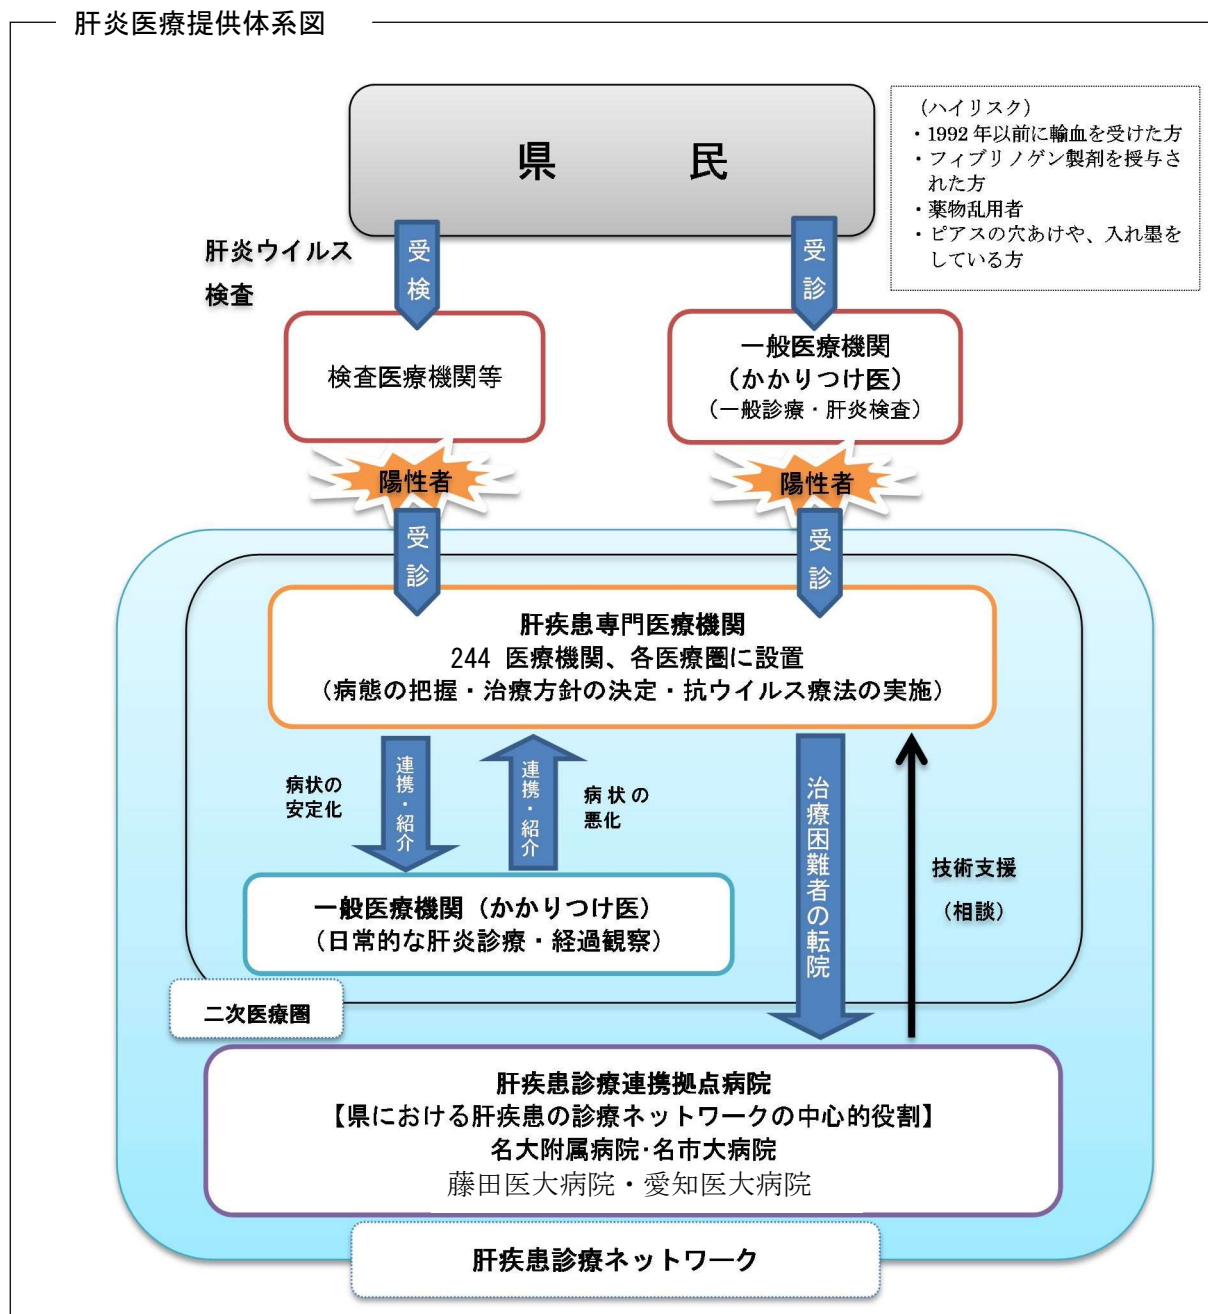 肝炎医療提供体系図
県　民
（ハイリスク）
・1992 年以前に輸血を受けた方
・フィブリノゲン製剤を授与さ
れた方
・薬物乱用者
・ピアスの穴あけや、入れ墨を
している方
肝炎ウイルス
検査
受検
受診
検査医療機関等
一般医療機関
（かかりつけ医）
（一般診療・肝炎検査）
陽性者
陽性者
受診
受診
肝疾患専門医療機関
244 医療機関、各医療圏に設置
（病態の把握・治療方針の決定・抗ウイルス療法の実施）
病状の
安定化
連携・紹介
連携・紹介
病状の
悪化
治療困難者の転院
技術支援
（相談）
一般医療機関（かかりつけ医）
（日常的な肝炎診療・経過観察）
二次医療圏
肝疾患診療連携拠点病院
【県における肝疾患の診療ネットワークの中心的役割】
名大附属病院・名市大病院
藤田医大病院・愛知医大病院
肝疾患診療ネットワーク